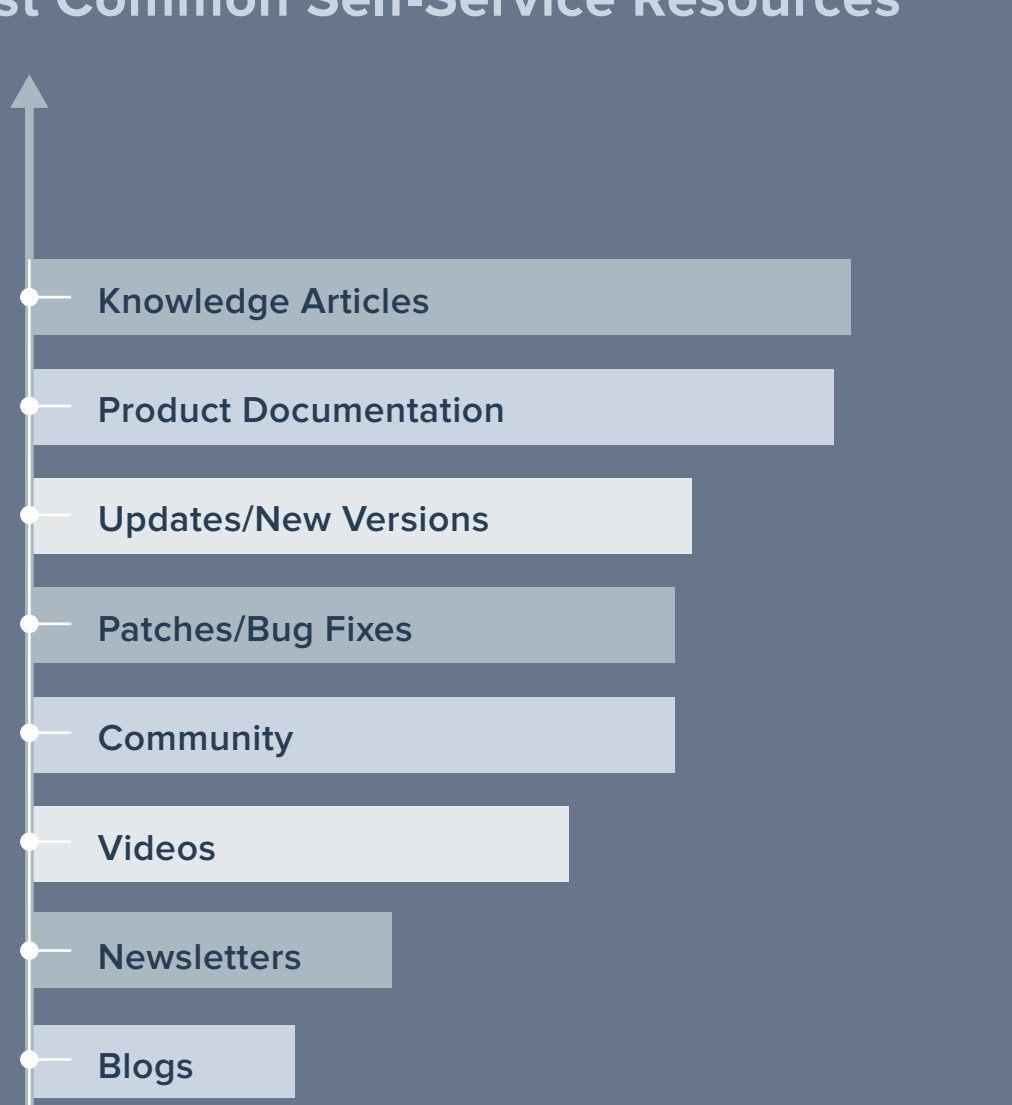 Common Self-Service Resources
Knowledge Articles
Product Documentation
Updates/New Versions
Patches/Bug Fixes
Community
Videos
Newsletters
Blogs